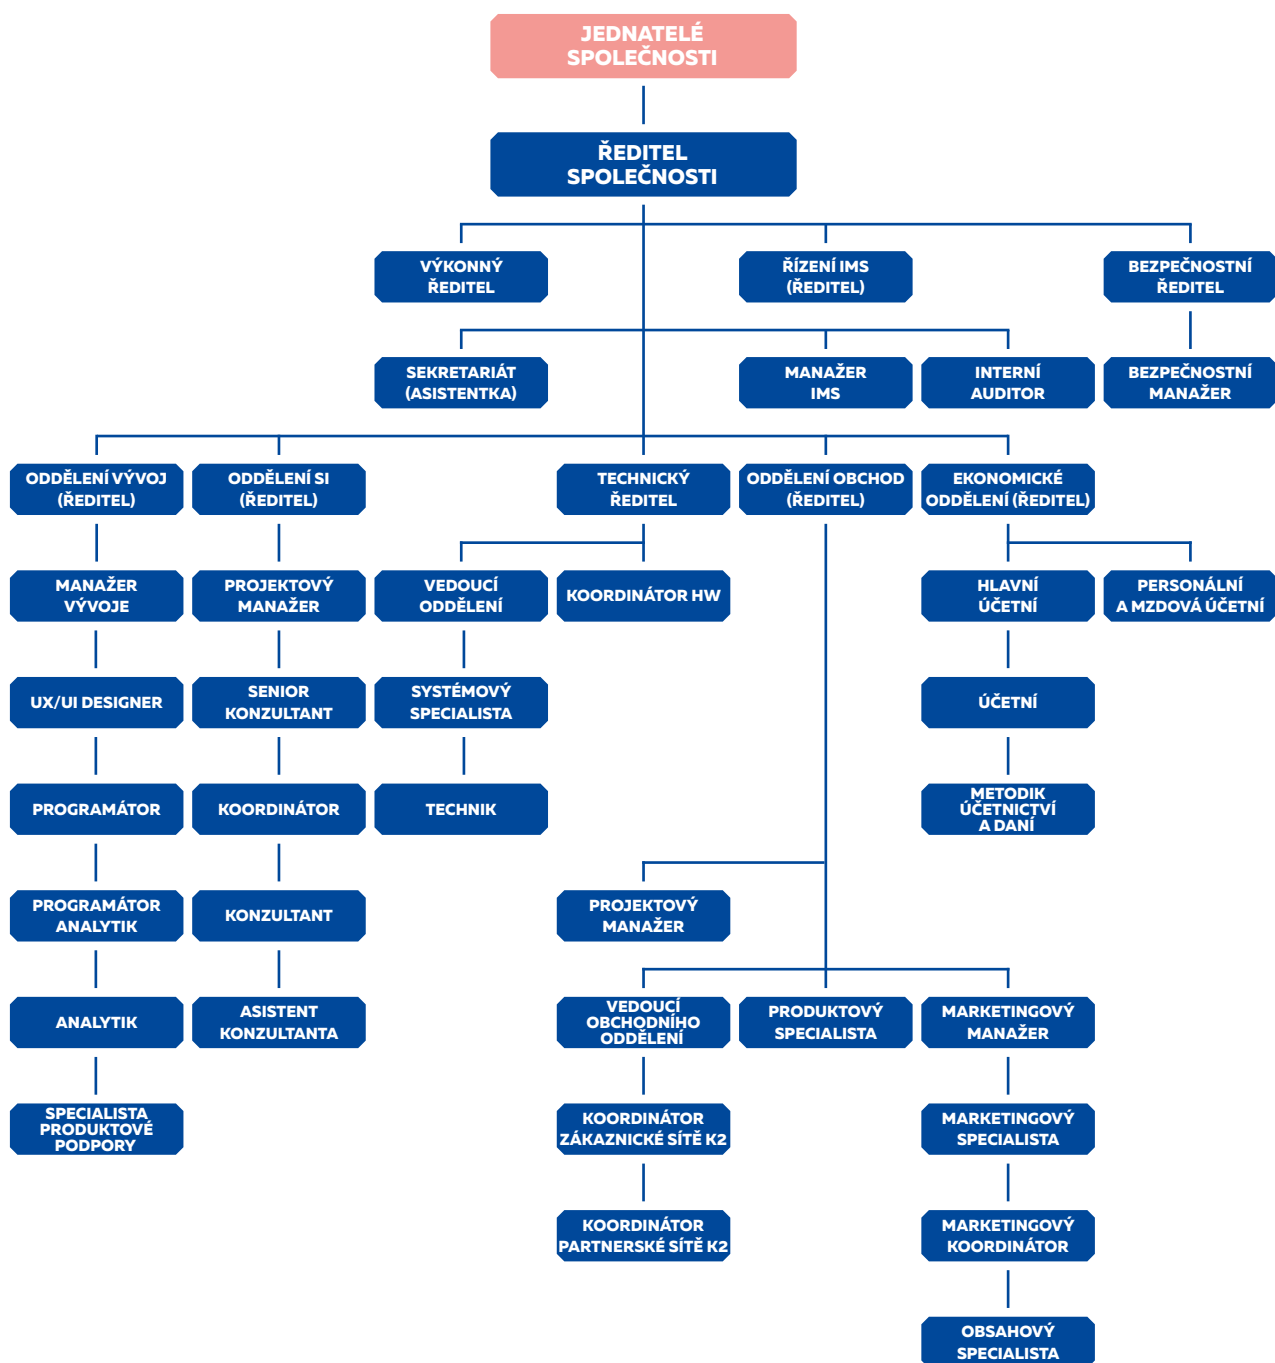 JEDNATELÉ
SPOLEČNOSTI
ŘEDITEL
SPOLEČNOSTI
VÝKONNÝ
ŘEDITEL
ŘÍZENÍ IMS
(ŘEDITEL)
BEZPEČNOSTNÍ
ŘEDITEL
SEKRETARIÁT
(ASISTENTKA)
MANAŽER
IMS
INTERNÍ
AUDITOR
BEZPEČNOSTNÍ
MANAŽER
ODDĚLENÍ VÝVOJ
(ŘEDITEL)
ODDĚLENÍ SI
(ŘEDITEL)
TECHNICKÝ
ŘEDITEL
ODDĚLENÍ OBCHOD
(ŘEDITEL)
EKONOMICKÉ
ODDĚLENÍ (ŘEDITEL)
MANAŽER
VÝVOJE
PROJEKTOVÝ
MANAŽER
VEDOUCÍ
ODDĚLENÍ
KOORDINÁTOR HW
HLAVNÍ
ÚČETNÍ
PERSONÁLNÍ
A MZDOVÁ ÚČETNÍ
UX/UI DESIGNER
SENIOR
KONZULTANT
SYSTÉMOVÝ
SPECIALISTA
ÚČETNÍ
PROGRAMÁTOR
KOORDINÁTOR
TECHNIK
METODIK
ÚČETNICTVÍ
A DANÍ
PROGRAMÁTOR
ANALYTIK
KONZULTANT
PROJEKTOVÝ
MANAŽER
ANALYTIK
ASISTENT
KONZULTANTA
VEDOUCÍ
OBCHODNÍHO
ODDĚLENÍ
PRODUKTOVÝ
SPECIALISTA
MARKETINGOVÝ
MANAŽER
SPECIALISTA
PRODUKTOVÉ
PODPORY
KOORDINÁTOR
ZÁKAZNICKÉ SÍTĚ K2
MARKETINGOVÝ
SPECIALISTA
KOORDINÁTOR
PARTNERSKÉ SÍTĚ K2
MARKETINGOVÝ
KOORDINÁTOR
OBSAHOVÝ
SPECIALISTA